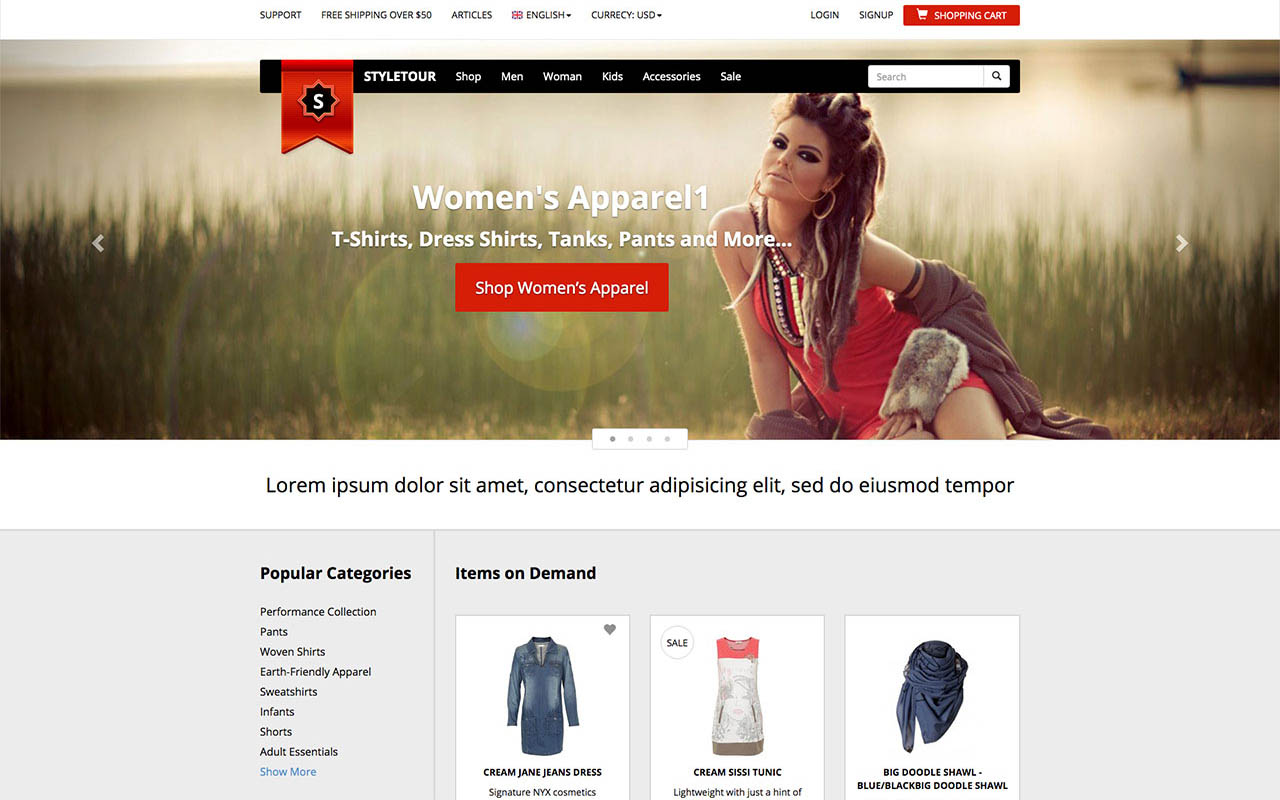 SUPPORT FREE SHIPPING OVER $50 ARTICLES ENGLISH CURRECY: USD LOGIN SIGNUP SHOPPING CART
S STYLETOUR Shop Men Woman Kids Accessories Sale Search
Women's Apparel1
T-Shirts, Dress Shirts, Tanks, Pants and More...
Shop Women’s Apparel
Lorem ipsum dolor sit amet, consectetur adipisicing elit, sed do eiusmod tempor
Popular Categories
Performance Collection
Pants
Woven Shirts
Earth-Friendly Apparel
Sweatshirts
Infants
Shorts
Adult Essentials
Show More
Items on Demand
CREAM JANE JEANS DRESS
Signature NYX cosmetics
SALE
CREAM SISSI TUNIC
Lightweight with just a hint of
BIG DOODLE SHAWL -
BLUE/BLACKBIG DOODLE SHAWL